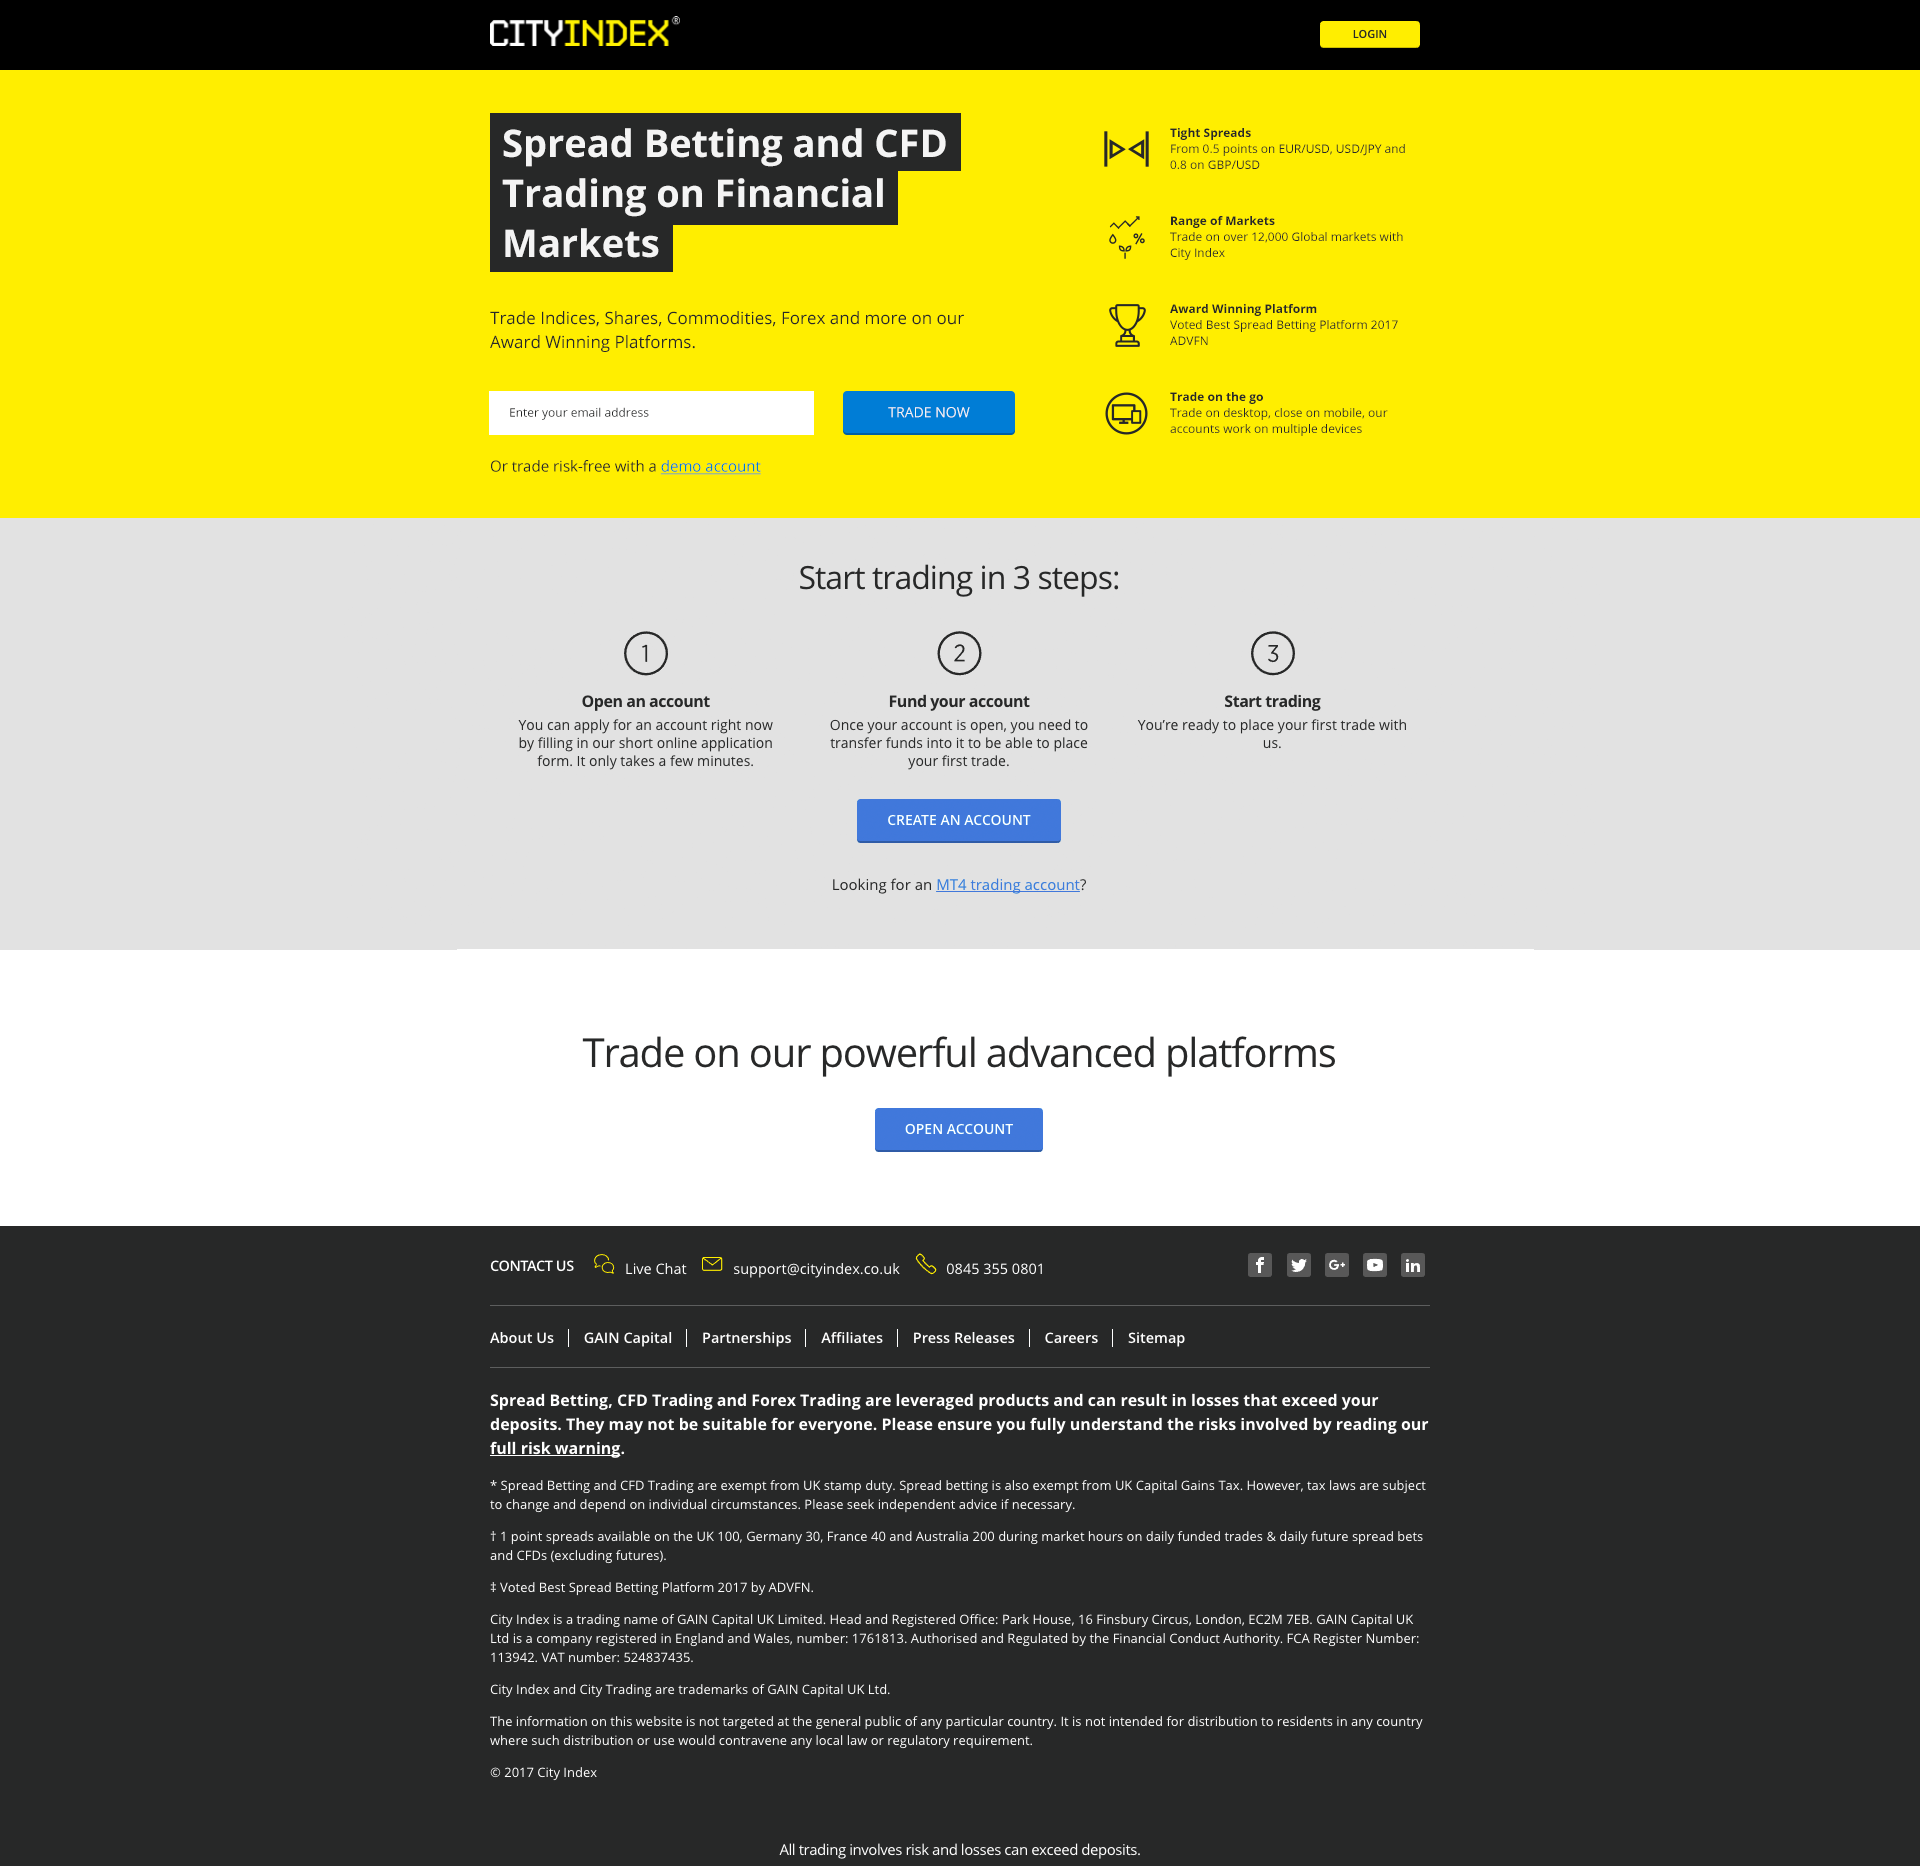 CITYINDEX®
LOGIN
Spread Betting and CFD
Trading on Financial
Markets
Trade Indices, Shares, Commodities, Forex and more on our
Award Winning Platforms.
Enter your email address
TRADE NOW
Or trade risk-free with a demo account
Tight Spreads
From 0.5 points on EUR/USD, USD/JPY and
0.8 on GBP/USD
%
Range of Markets
Trade on over 12,000 Global markets with
City Index
Award Winning Platform
Voted Best Spread Betting Platform 2017
ADVFN
Trade on the go
Trade on desktop, close on mobile, our
accounts work on multiple devices
Start trading in 3 steps:
1
Open an account
You can apply for an account right now
by filling in our short online application
form. It only takes a few minutes.
2
Fund your account
Once your account is open, you need to
transfer funds into it to be able to place
your first trade.
3
Start trading
You’re ready to place your first trade with
us.
CREATE AN ACCOUNT
Looking for an MT4 trading account?
Trade on our powerful advanced platforms
OPEN ACCOUNT
CONTACT US Live Chat support@cityindex.co.uk 0845 355 0801 f G+ in
About Us GAIN Capital Partnerships Affiliates Press Releases Careers Sitemap
Spread Betting, CFD Trading and Forex Trading are leveraged products and can result in losses that exceed your
deposits. They may not be suitable for everyone. Please ensure you fully understand the risks involved by reading our
full risk warning.
* Spread Betting and CFD Trading are exempt from UK stamp duty. Spread betting is also exempt from UK Capital Gains Tax. However, tax laws are subject
to change and depend on individual circumstances. Please seek independent advice if necessary.
† 1 point spreads available on the UK 100, Germany 30, France 40 and Australia 200 during market hours on daily funded trades & daily future spread bets
and CFDs (excluding futures).
‡ Voted Best Spread Betting Platform 2017 by ADVFN.
City Index is a trading name of GAIN Capital UK Limited. Head and Registered Office: Park House, 16 Finsbury Circus, London, EC2M 7EB. GAIN Capital UK
Ltd is a company registered in England and Wales, number: 1761813. Authorised and Regulated by the Financial Conduct Authority. FCA Register Number:
113942. VAT number: 524837435.
City Index and City Trading are trademarks of GAIN Capital UK Ltd.
The information on this website is not targeted at the general public of any particular country. It is not intended for distribution to residents in any country
where such distribution or use would contravene any local law or regulatory requirement.
© 2017 City Index
All trading involves risk and losses can exceed deposits.